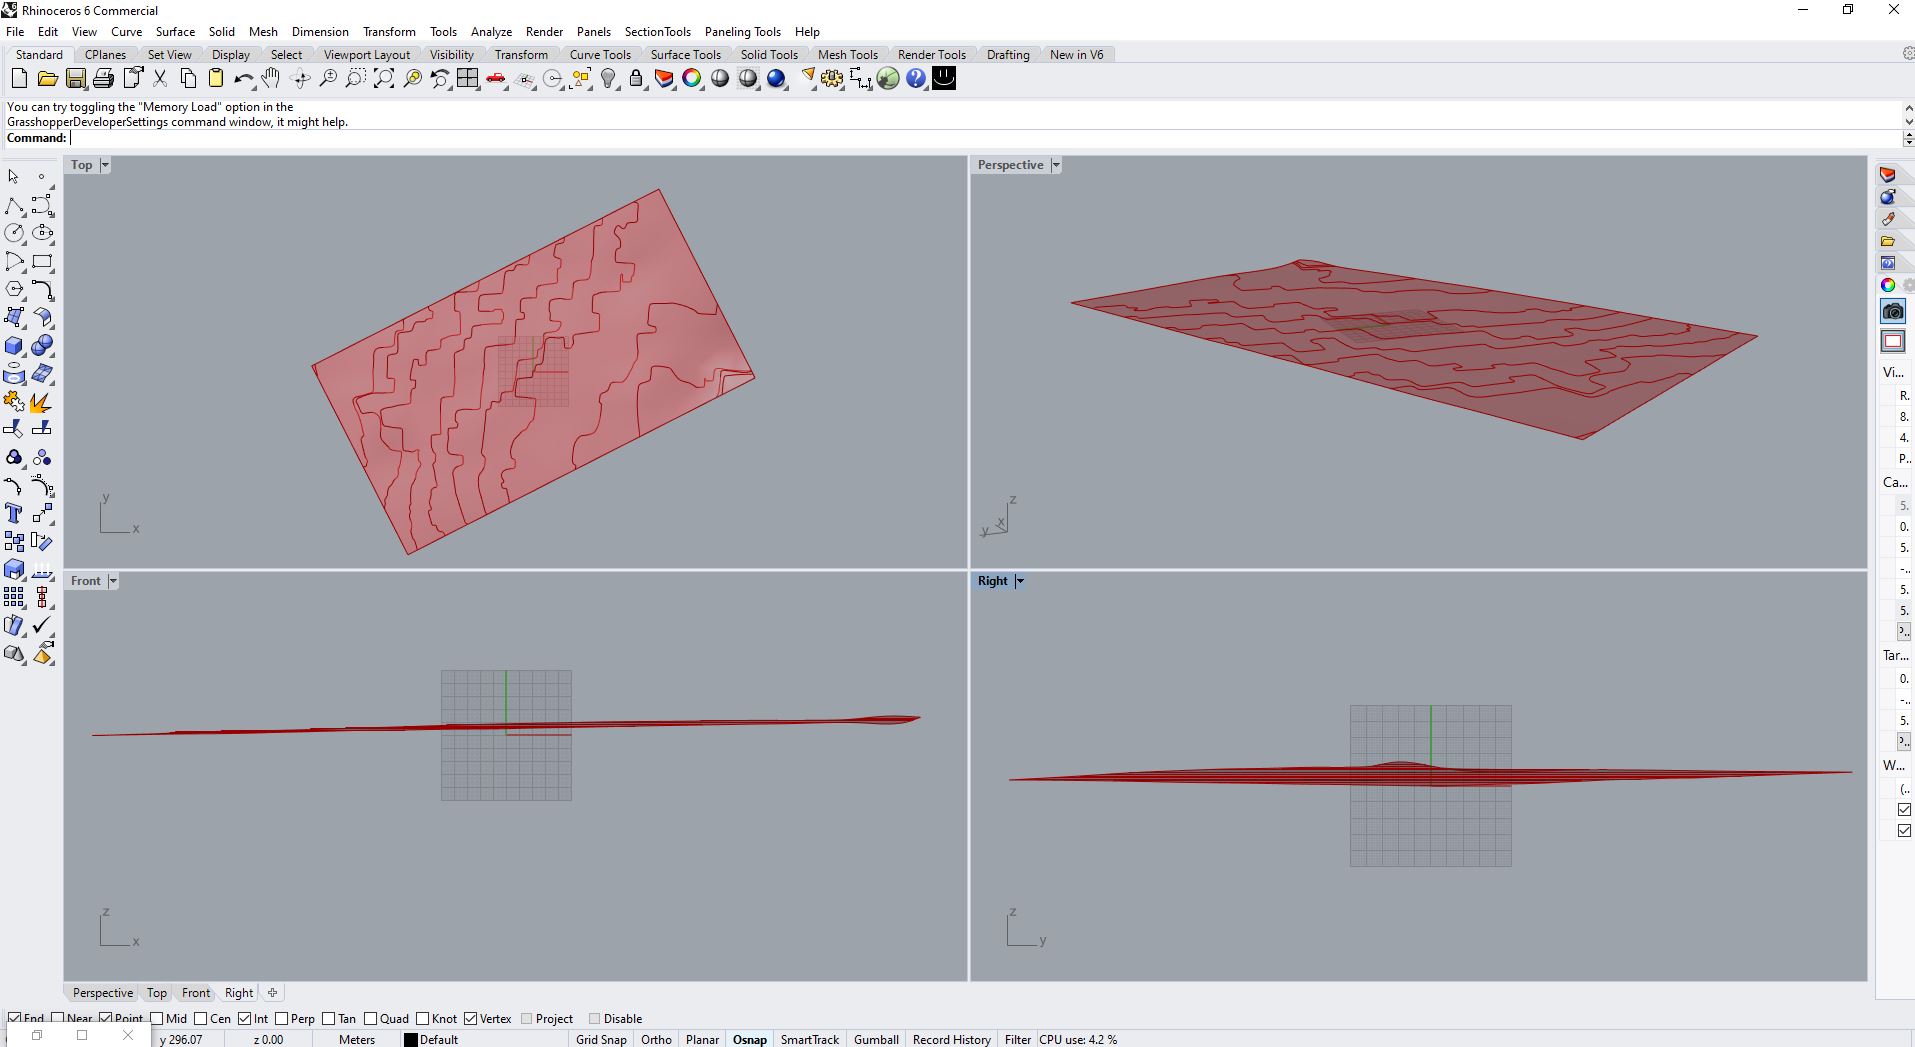 Rhinoceros 6 Commercial
File Edit View Curve Surface Solid Mesh Dimension Transform Tools Analyze Render Panels SectionTools Paneling Tools Help
Standard CPlanes Set View Display Select Viewport Layout Visibility Transform Curve Tools Surface Tools Solid Tools Mesh Tools Render Tools Drafting New in V6
You can try toggling the "Memory Load" option in the
GrasshopperDeveloperSettings command window, it might help.
Command:
Top
Perspective
y
x
z
x
y
Front
Right
Vi...
R.
8.
4.
P..
Ca...
5.
0.
5.
-..
5.
5.
Tar...
0.
-..
5.
W...
(..
z
x
z
y
Perspective Top Front Right
End Near Point Mid Cen Int Perp Tan Quad Knot Vertex Project Disable
y 296.07 z 0.00 Meters Default Grid Snap Ortho Planar Osnap SmartTrack Gumball Record History Filter CPU use: 4.2 %